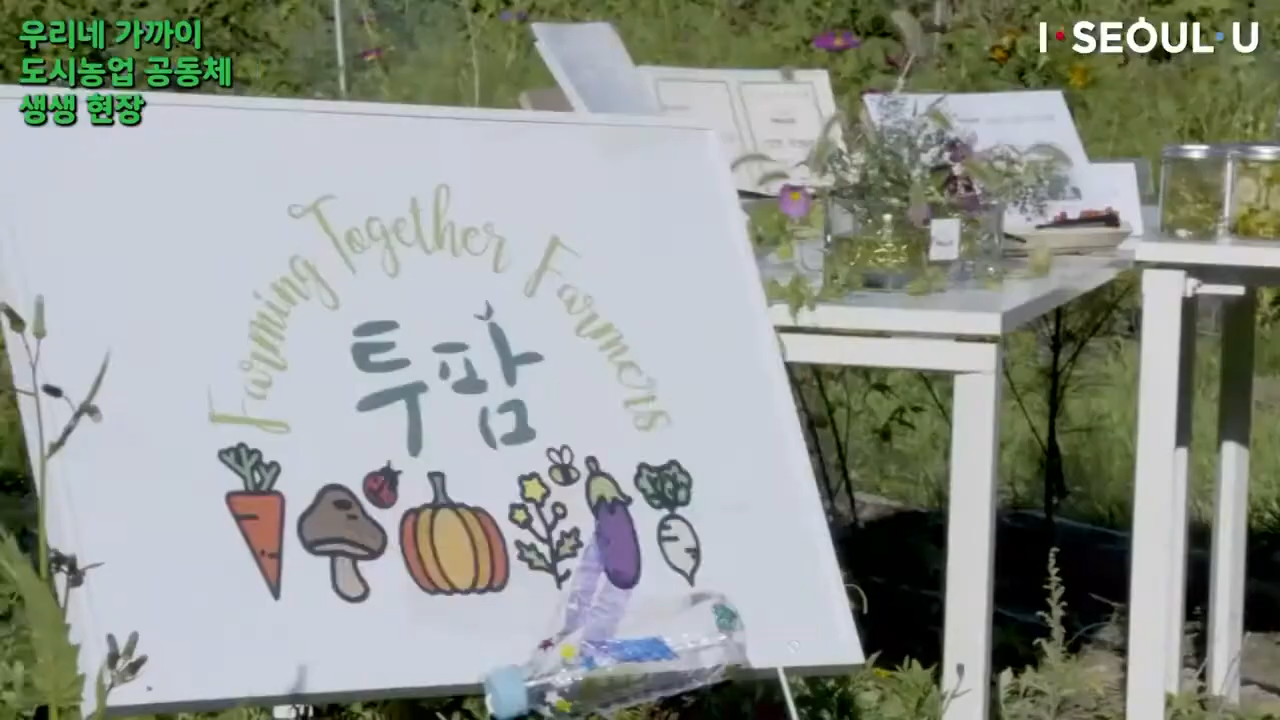 우리네 가까이
도시농업 공동체
생생 현장
I·SEOUL·U
Farming Together Farmers
투팜